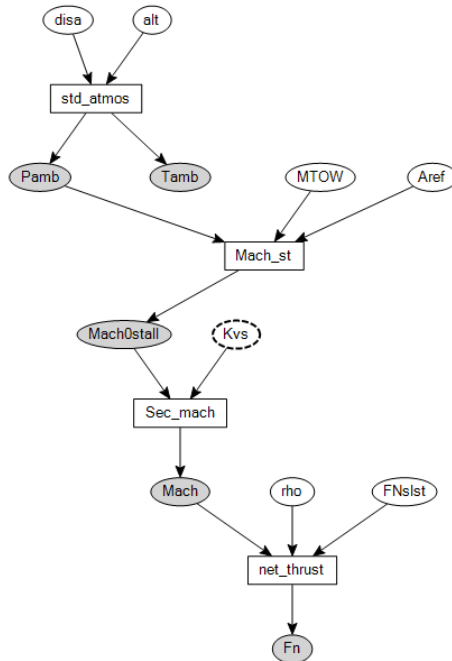 disa alt
std_atmos
Pamb Tamb MTOW Aref
Mach_st
Mach0stall Kvs
Sec_mach
Mach rho FNslst
net_thrust
Fn